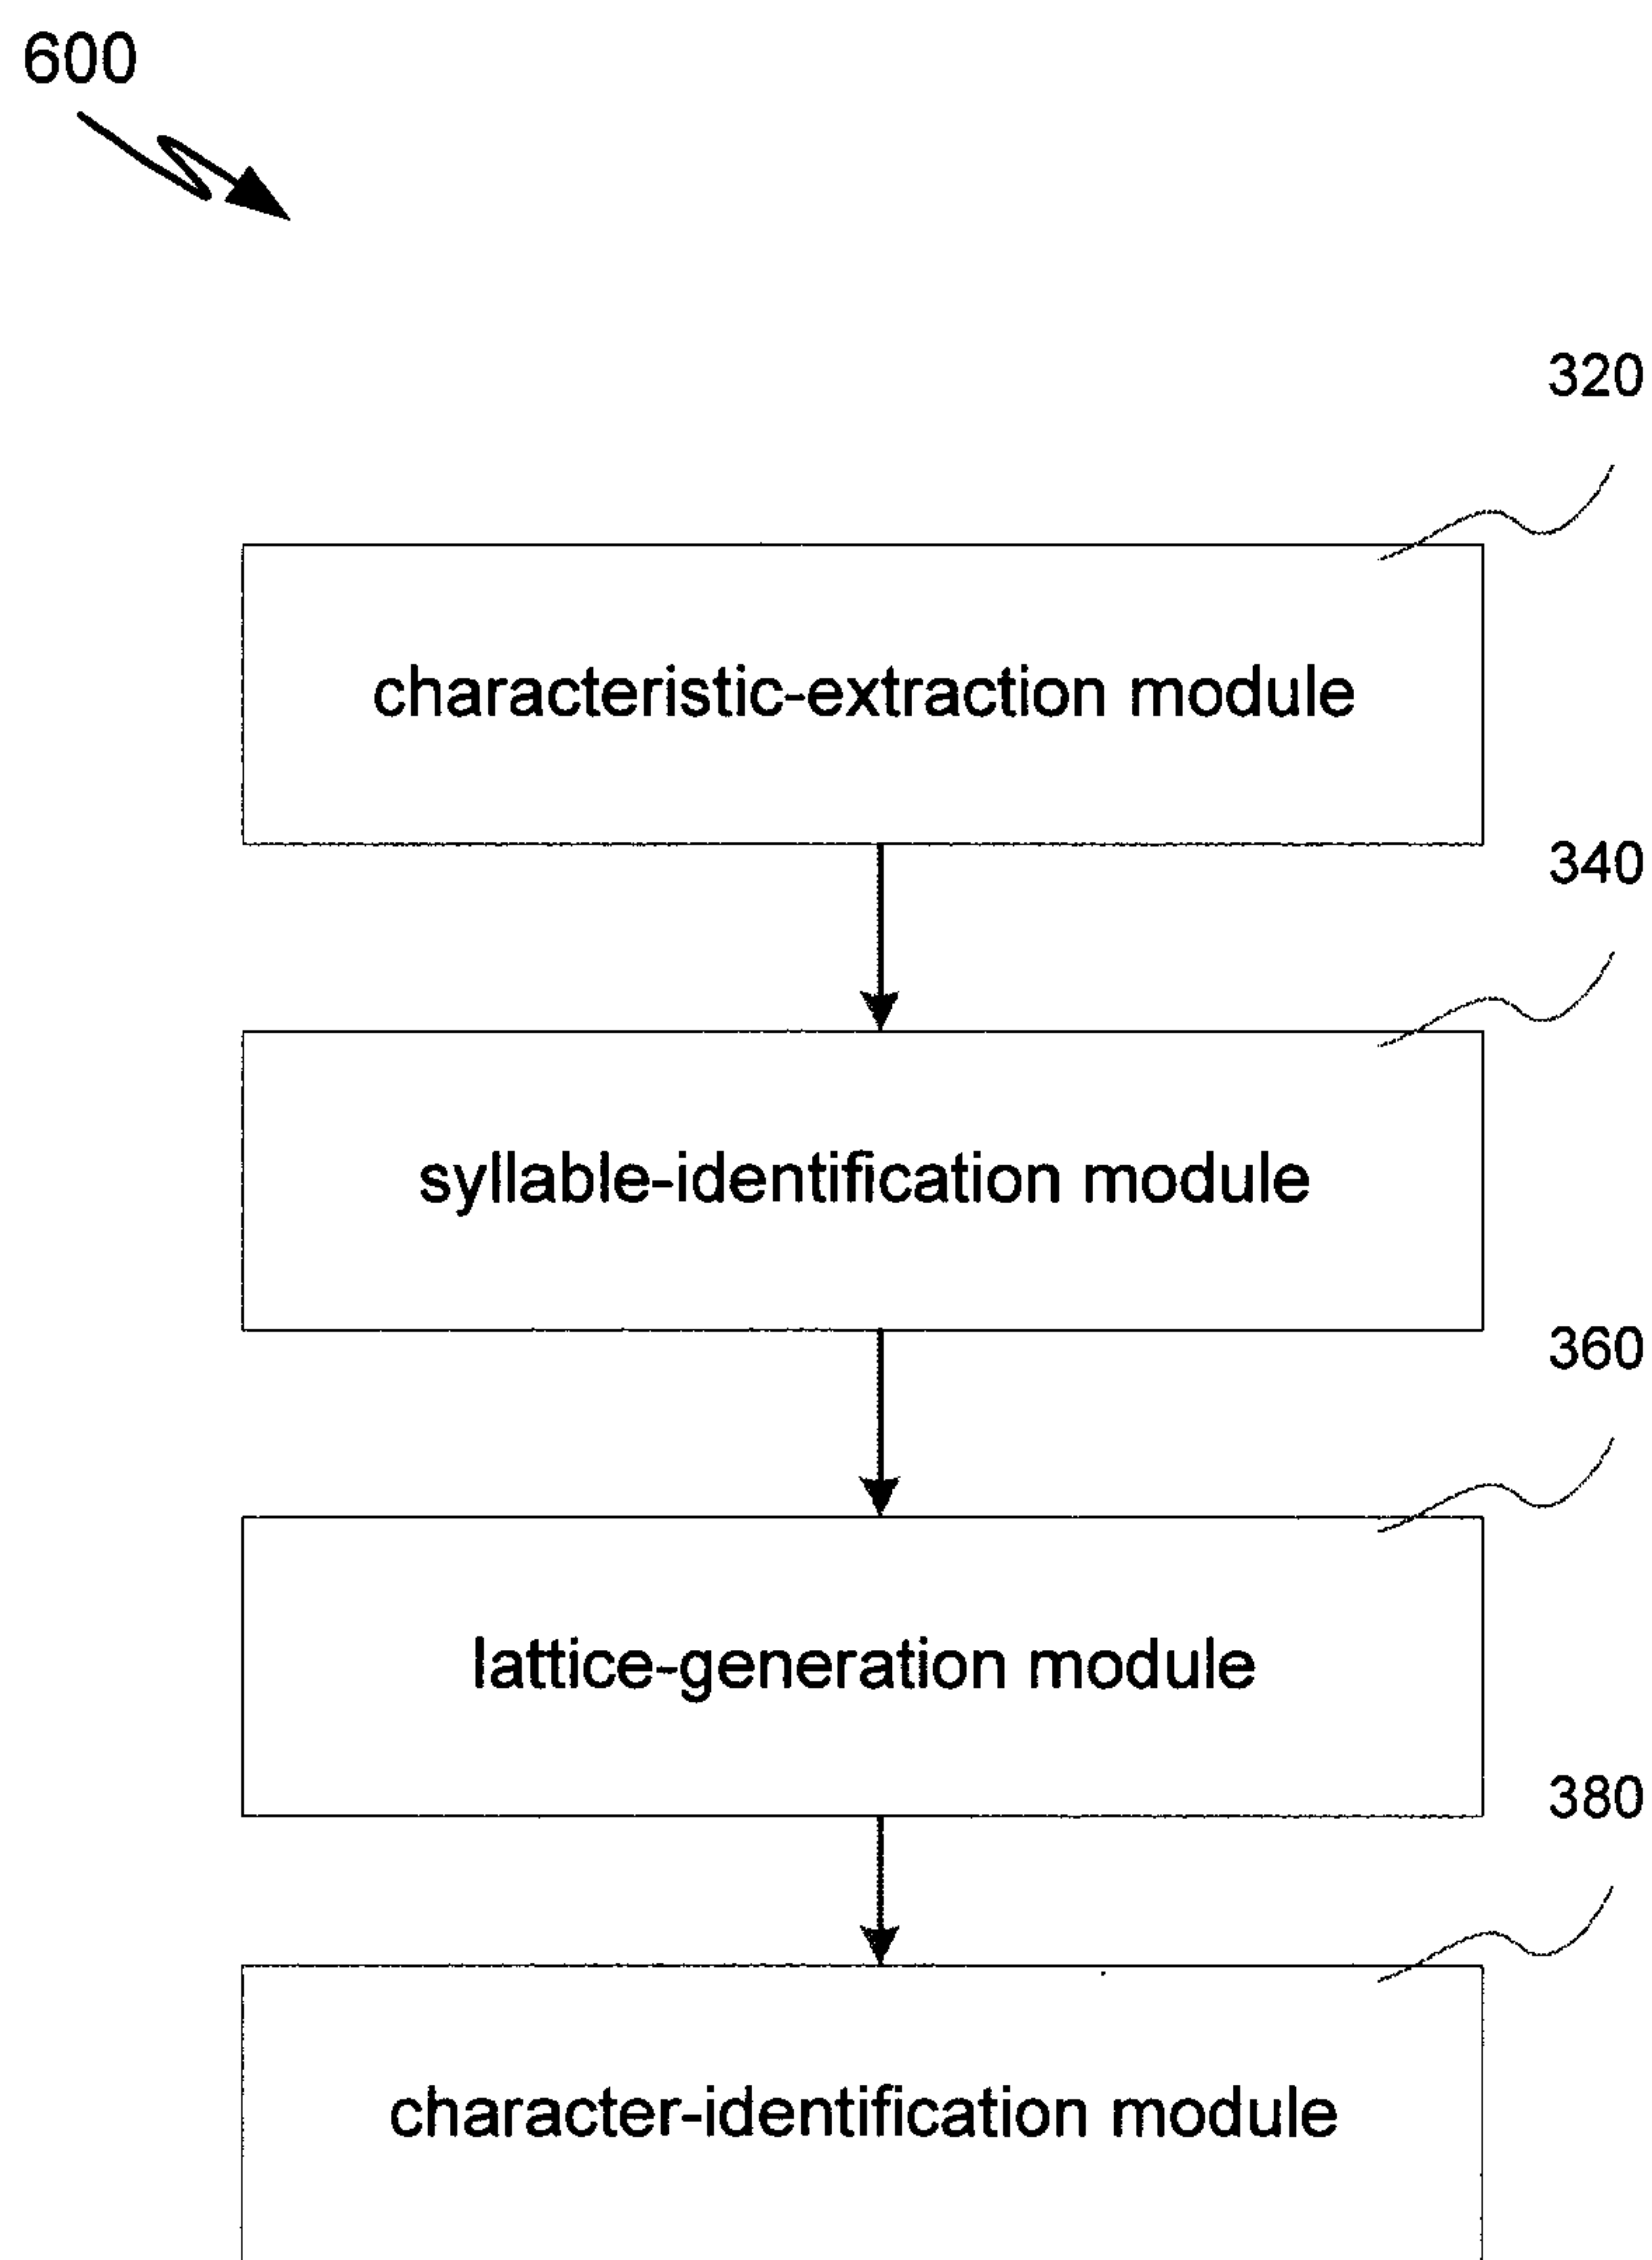 600
320
characteristic-extraction module
340
syllable-identification module
360
lattice-generation module
380
character-identification module